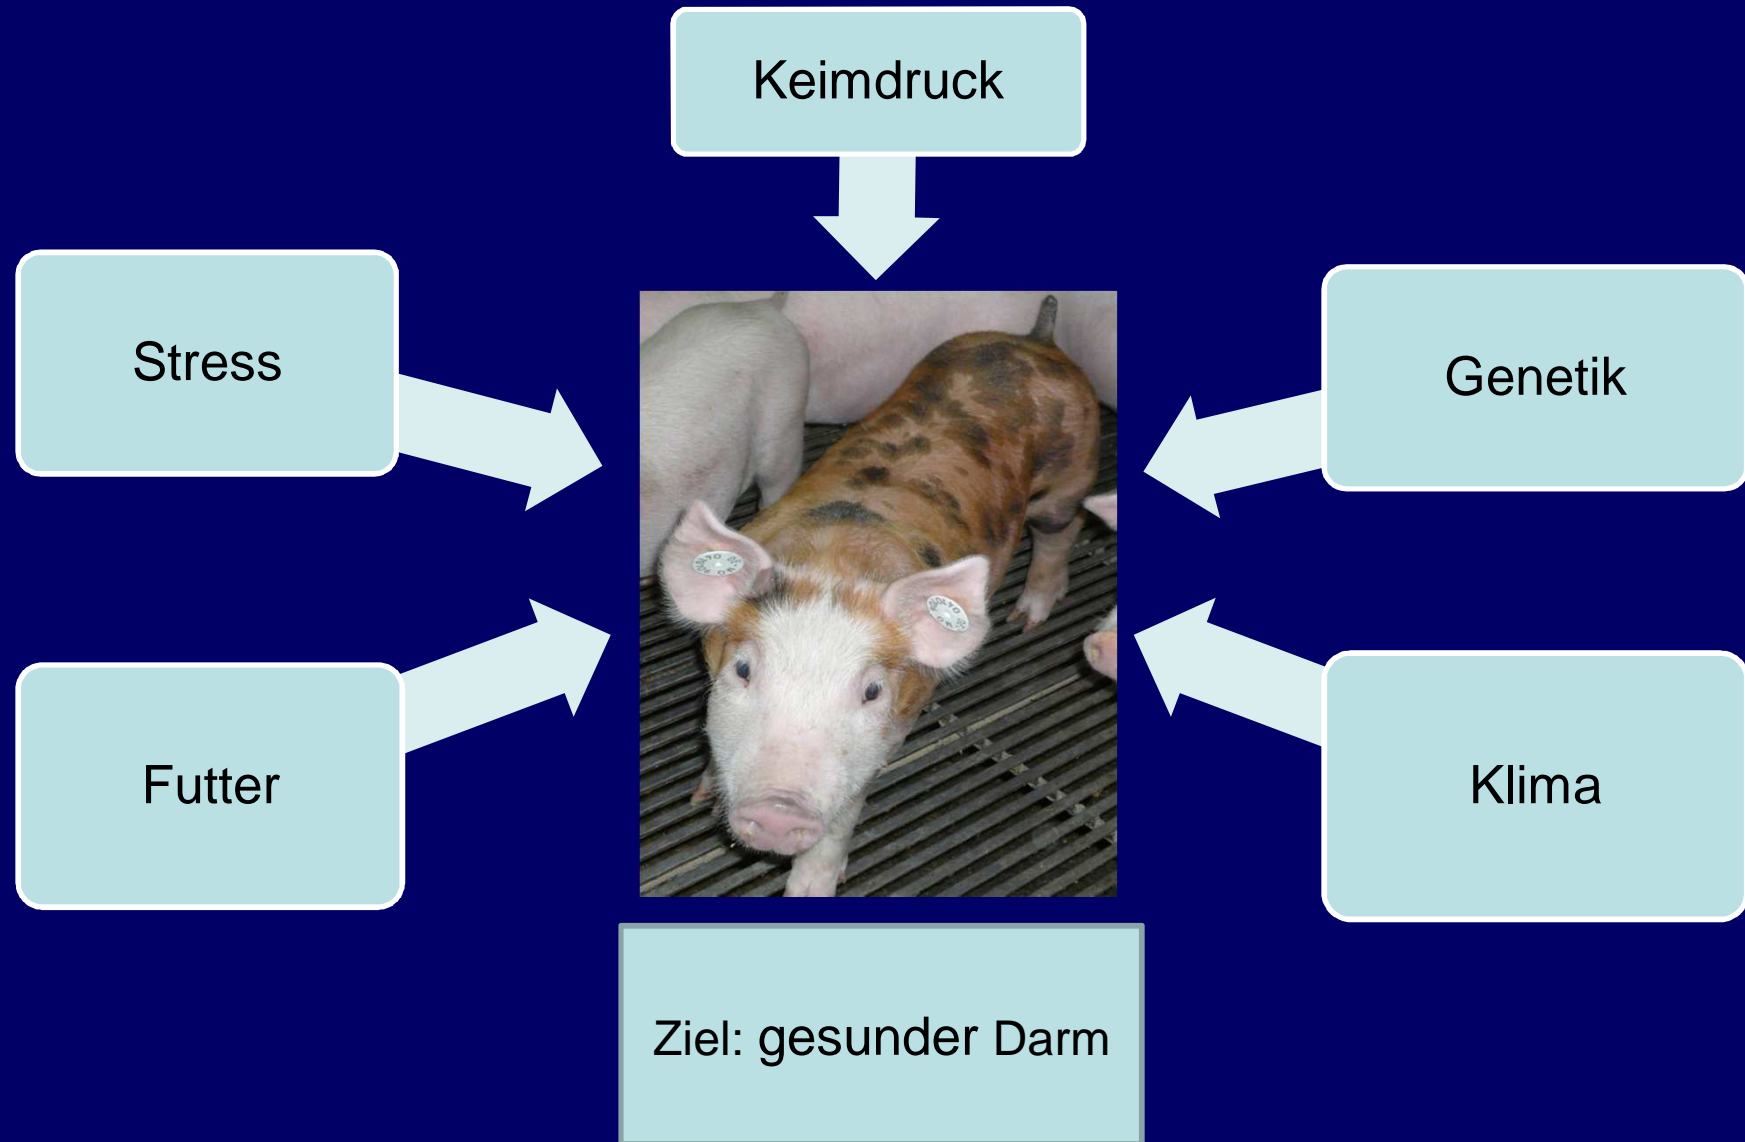 Keimdruck
Stress
Genetik
Futter
Klima
Ziel: gesunder Darm